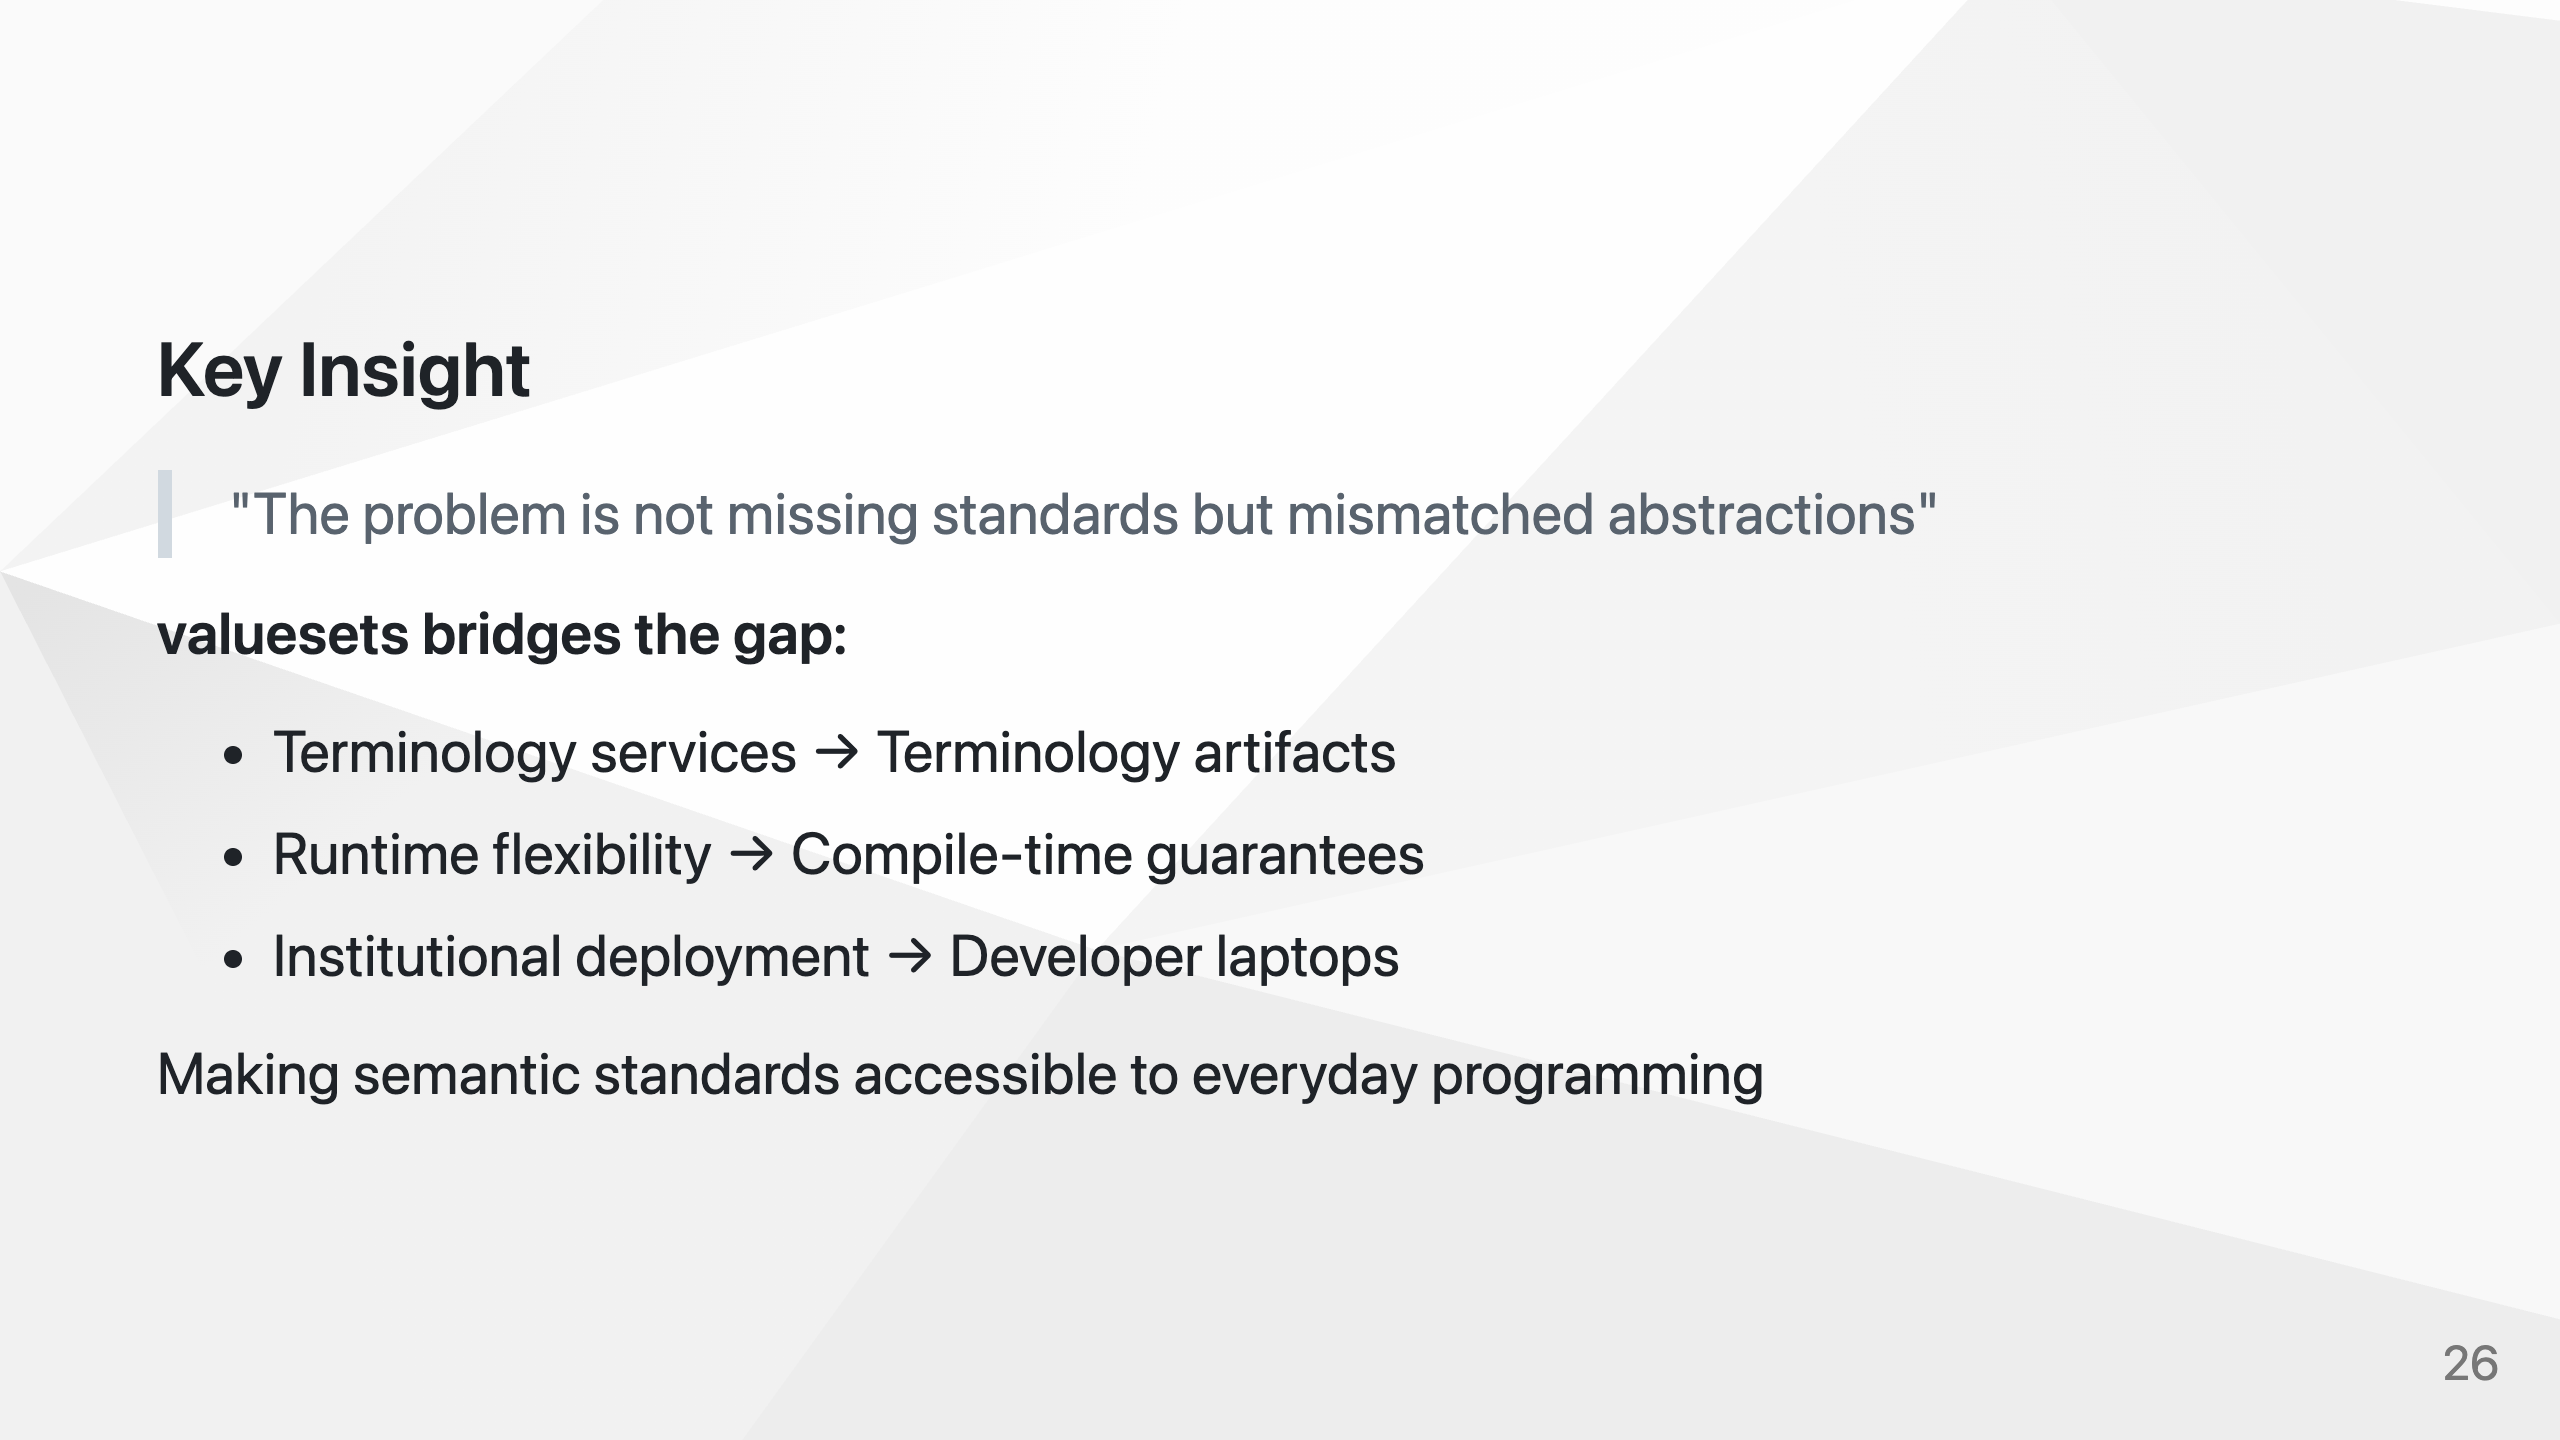 Key Insight
"The problem is not missing standards but mismatched abstractions"
valuesets bridges the gap:
• Terminology services → Terminology artifacts
• Runtime flexibility → Compile-time guarantees
• Institutional deployment → Developer laptops
Making semantic standards accessible to everyday programming
26